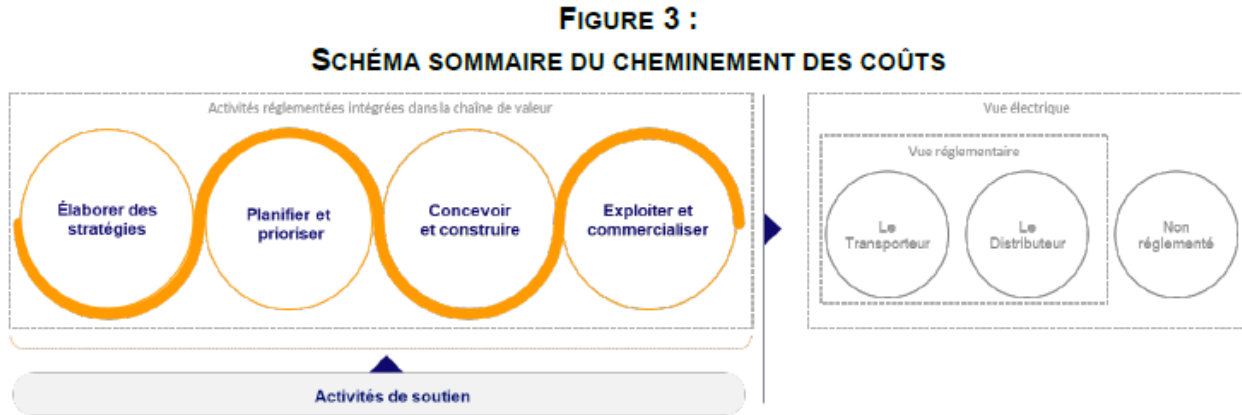 FIGURE 3 :
SCHÉMA SOMMAIRE DU CHEMINEMENT DES COÛTS
Activités réglementées intégrées dans la chaîne de valeur
Élaborer des
stratégies
Planifier et
prioriser
Concevoir
et construire
Exploiter et
commercialiser
Activités de soutien
Vue électrique
Vue réglementaire
Le
Transporteur
Le
Distributeur
Non
réglementé